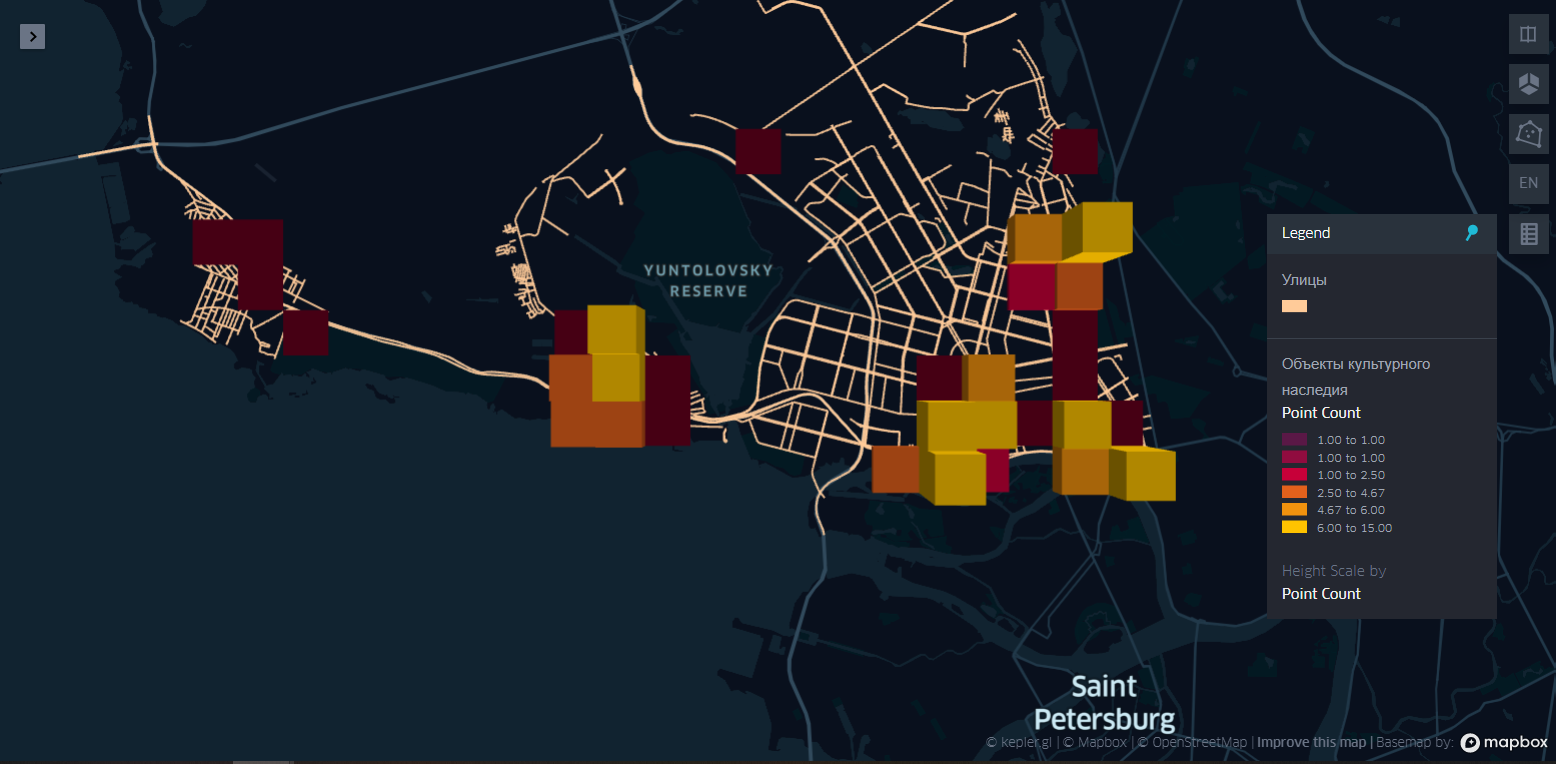 EN
YUNTOLOVSKY
RESERVE
Legend
Улицы
Объекты культурного
наследия
Point Count
1.00 to 1.00
1.00 to 1.00
1.00 to 2.50
2.50 to 4.67
4.67 to 6.00
6.00 to 15.00
Height Scale by
Point Count
Saint
Petersburg
© kepler.gl | © Mapbox | © OpenStreetMap | Improve this map | Basemap by: mapbox